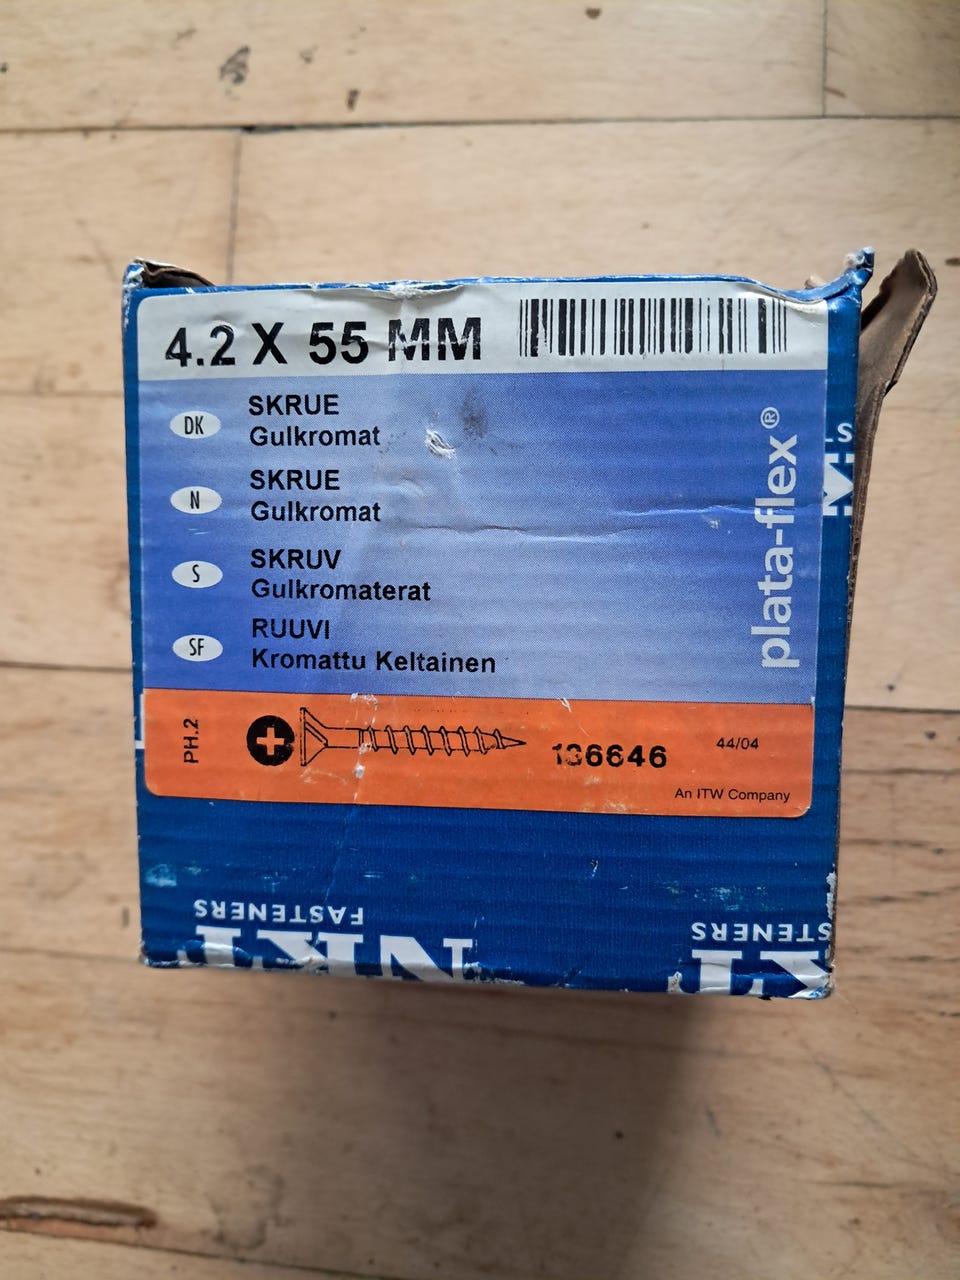 4.2 X 55 MM
DK
SKRUE
Gulkromat
N
SKRUE
Gulkromat
S
SKRUV
Gulkromaterat
SF
RUUVI
Kromattu Keltainen
plata-flex®
PH.2
136646
44/04
An ITW Company
FASTENERS
NKT